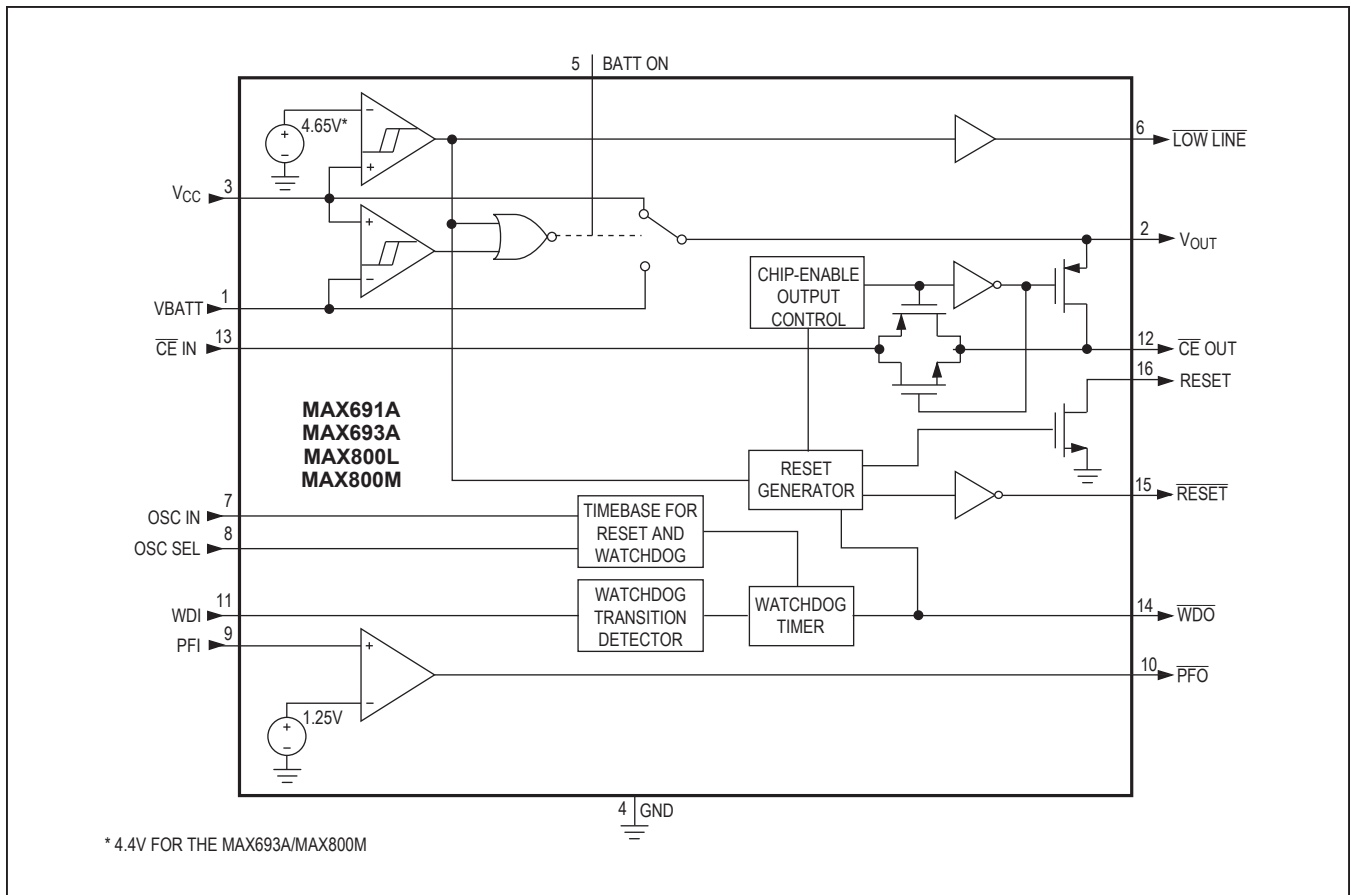 5 BATT ON
4.65V*
−
+
+
−
6 LOW LINE
VCC 3
+
−
2 VOUT
VBATT 1
CHIP-ENABLE
OUTPUT
CONTROL
CE IN 13
12 CE OUT
16 RESET
MAX691A
MAX693A
MAX800L
MAX800M
RESET
GENERATOR
15 RESET
OSC IN 7
OSC SEL 8
TIMEBASE FOR
RESET AND
WATCHDOG
WDI 11
WATCHDOG
TRANSITION
DETECTOR
WATCHDOG
TIMER
14 WDO
PFI 9
+
−
10 PFO
+
−
1.25V
4 GND
* 4.4V FOR THE MAX693A/MAX800M